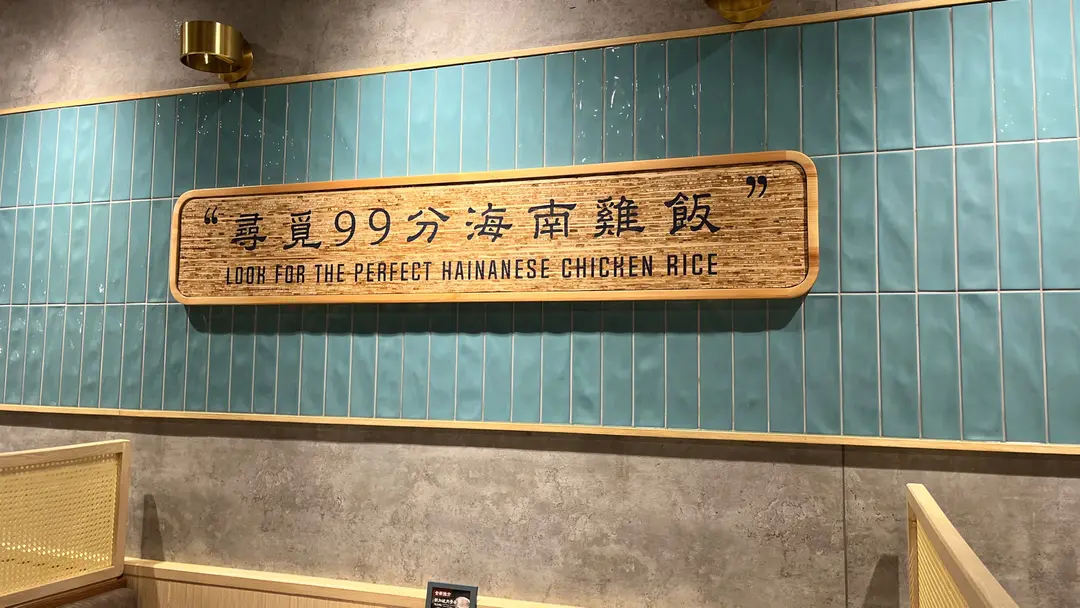 “尋覓99分海南雞飯”
LOOK FOR THE PERFECT HAINANESE CHICKEN RICE